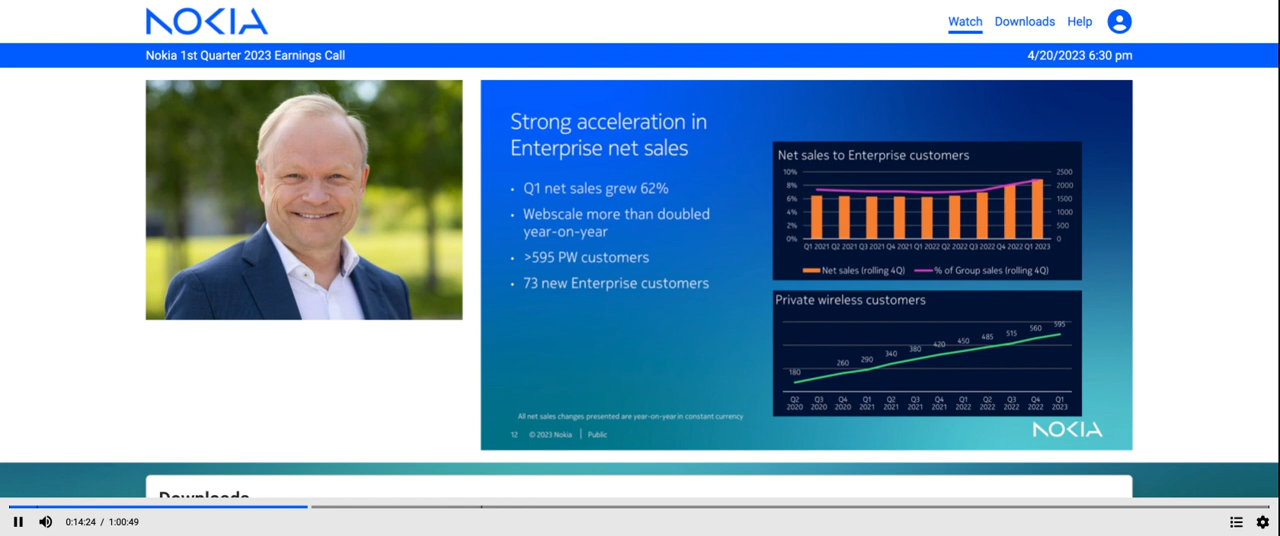 NOKIA
Watch Downloads Help
Nokia 1st Quarter 2023 Earnings Call
4/20/2023 6:30 pm
Strong acceleration in
Enterprise net sales
• Q1 net sales grew 62%
• Webscale more than doubled
year-on-year
• >595 PW customers
• 73 new Enterprise customers
Net sales to Enterprise customers
10% 2500
8% 2000
6% 1500
4% 1000
2% 500
0% 0
Q1 2021 Q2 2021 Q3 2021 Q4 2021 Q1 2022 Q2 2022 Q3 2022 Q4 2022 Q1 2023
Net sales (rolling 4Q) % of Group sales (rolling 4Q)
Private wireless customers
180 260 290 340 380 420 450 485 515 560 595
Q2 Q3 Q4 Q1 Q2 Q3 Q4 Q1 Q2 Q3 Q4 Q1
2020 2020 2020 2021 2021 2021 2021 2022 2022 2022 2022 2023
All net sales changes presented are year-on-year in constant currency
12 © 2023 Nokia | Public
NOKIA
Downloads
0:14:24 / 1:00:49